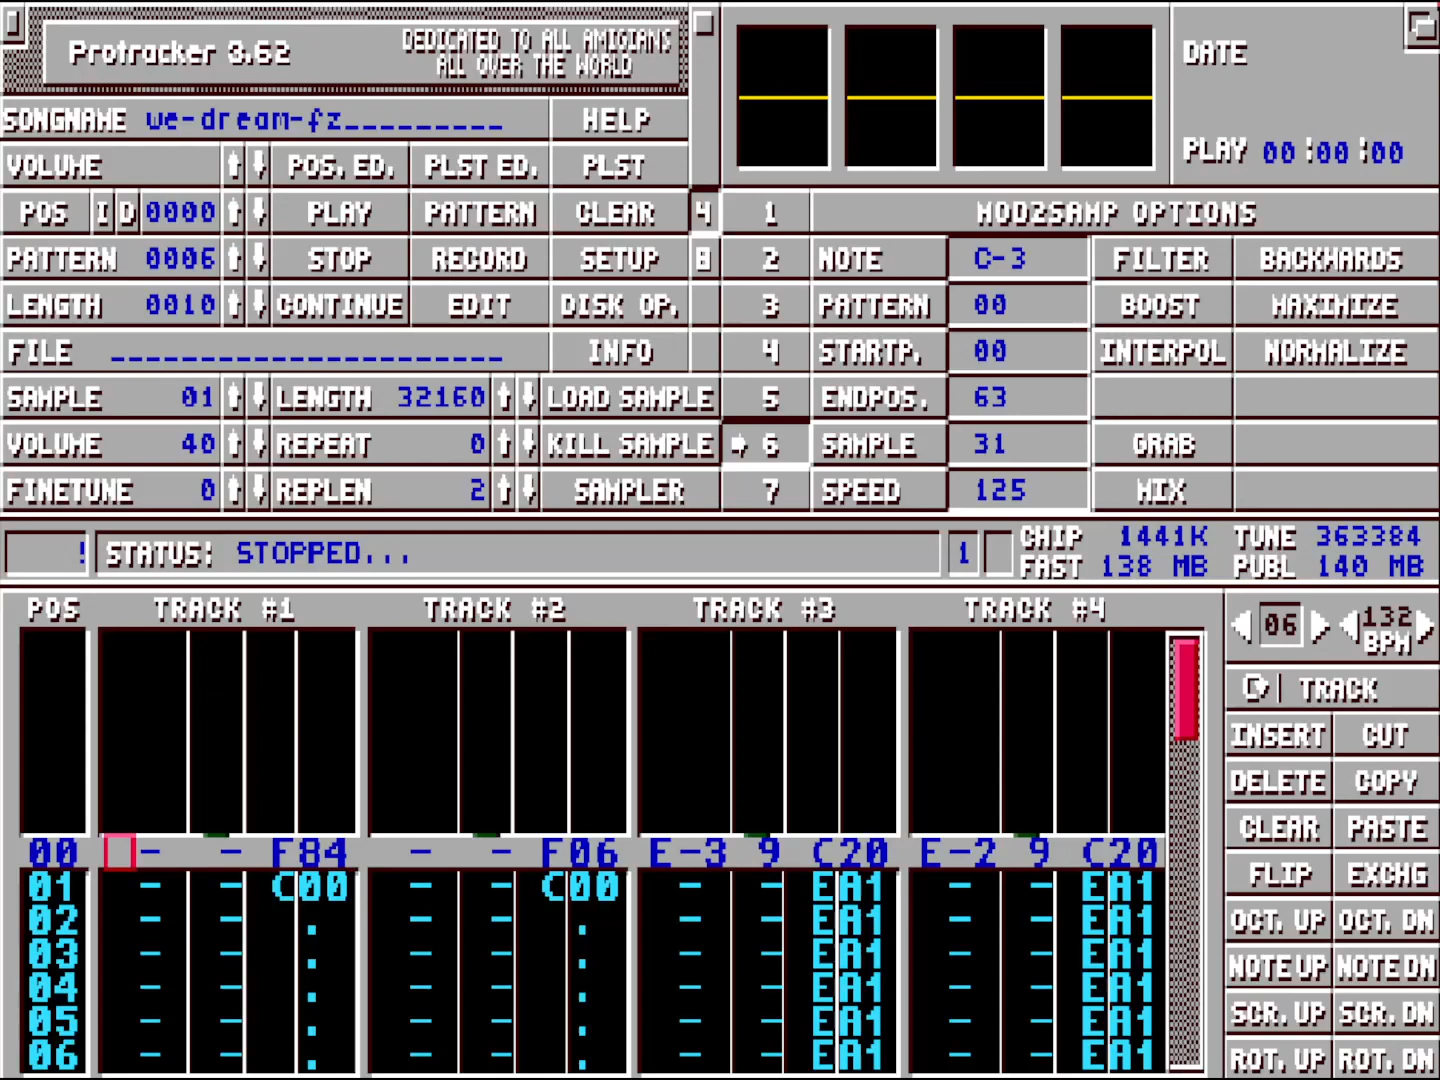 Protracker 3.62
DEDICATED TO ALL AMIGIANS
ALL OVER THE WORLD
DATE
PLAY 00:00:00
SONGNAME we-dream-fz_________ HELP
VOLUME POS. ED. PLST ED. PLST
POS I D 0000 PLAY PATTERN CLEAR 4 1 MOD2SAMP OPTIONS
PATTERN 0006 STOP RECORD SETUP 8 2 NOTE C-3 FILTER BACKWARDS
LENGTH 0010 CONTINUE EDIT DISK OP. 3 PATTERN 00 BOOST MAXIMIZE
FILE ______________________ INFO 4 STARTP. 00 INTERPOL NORMALIZE
SAMPLE 01 LENGTH 32160 LOAD SAMPLE 5 ENDPOS. 63
VOLUME 40 REPEAT 0 KILL SAMPLE 6 SAMPLE 31 GRAB
FINETUNE 0 REPLEN 2 SAMPLER 7 SPEED 125 MIX
! STATUS: STOPPED... 1 CHIP 1441K TUNE 363384
FAST 138 MB PUBL 140 MB
POS TRACK #1 TRACK #2 TRACK #3 TRACK #4 06 132 BPM
TRACK
INSERT CUT
DELETE COPY
CLEAR PASTE
FLIP EXCHG
OCT. UP OCT. DN
NOTE UP NOTE DN
SCR. UP SCR. DN
ROT. UP ROT. DN
00 - - F84 - - F06 E-3 9 C20 E-2 9 C20
01 - - C00 - - C00 - - EA1 - - EA1
02 - - . - - . - - EA1 - - EA1
03 - - . - - . - - EA1 - - EA1
04 - - . - - . - - EA1 - - EA1
05 - - . - - . - - EA1 - - EA1
06 - - . - - . - - EA1 - - EA1